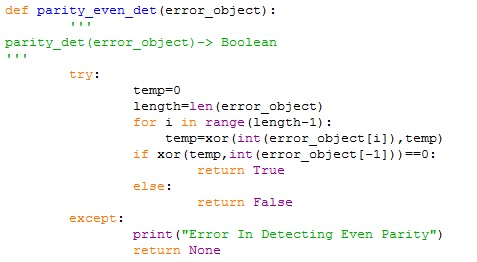 def parity_even_det(error_object):
'''
parity_det(error_object)-> Boolean
'''
try:
temp=0
length=len(error_object)
for i in range(length-1):
temp=xor(int(error_object[i]),temp)
if xor(temp,int(error_object[-1]))==0:
return True
else:
return False
except:
print("Error In Detecting Even Parity")
return None